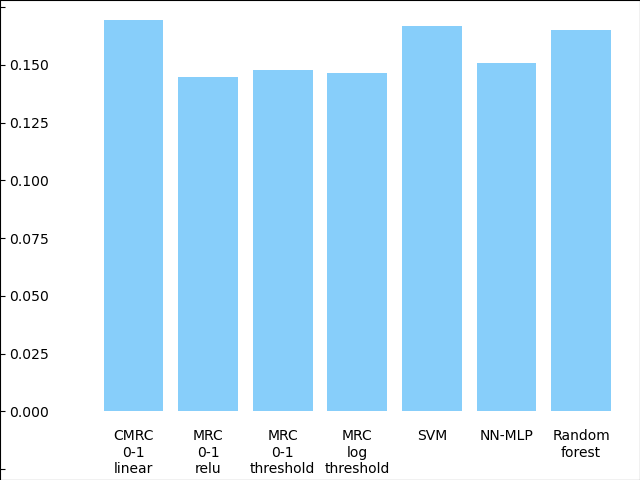 0.150
0.125
0.100
0.075
0.050
0.025
0.000
CMRC
0-1
linear
MRC
0-1
relu
MRC
0-1
threshold
MRC
log
threshold
SVM
NN-MLP
Random
forest